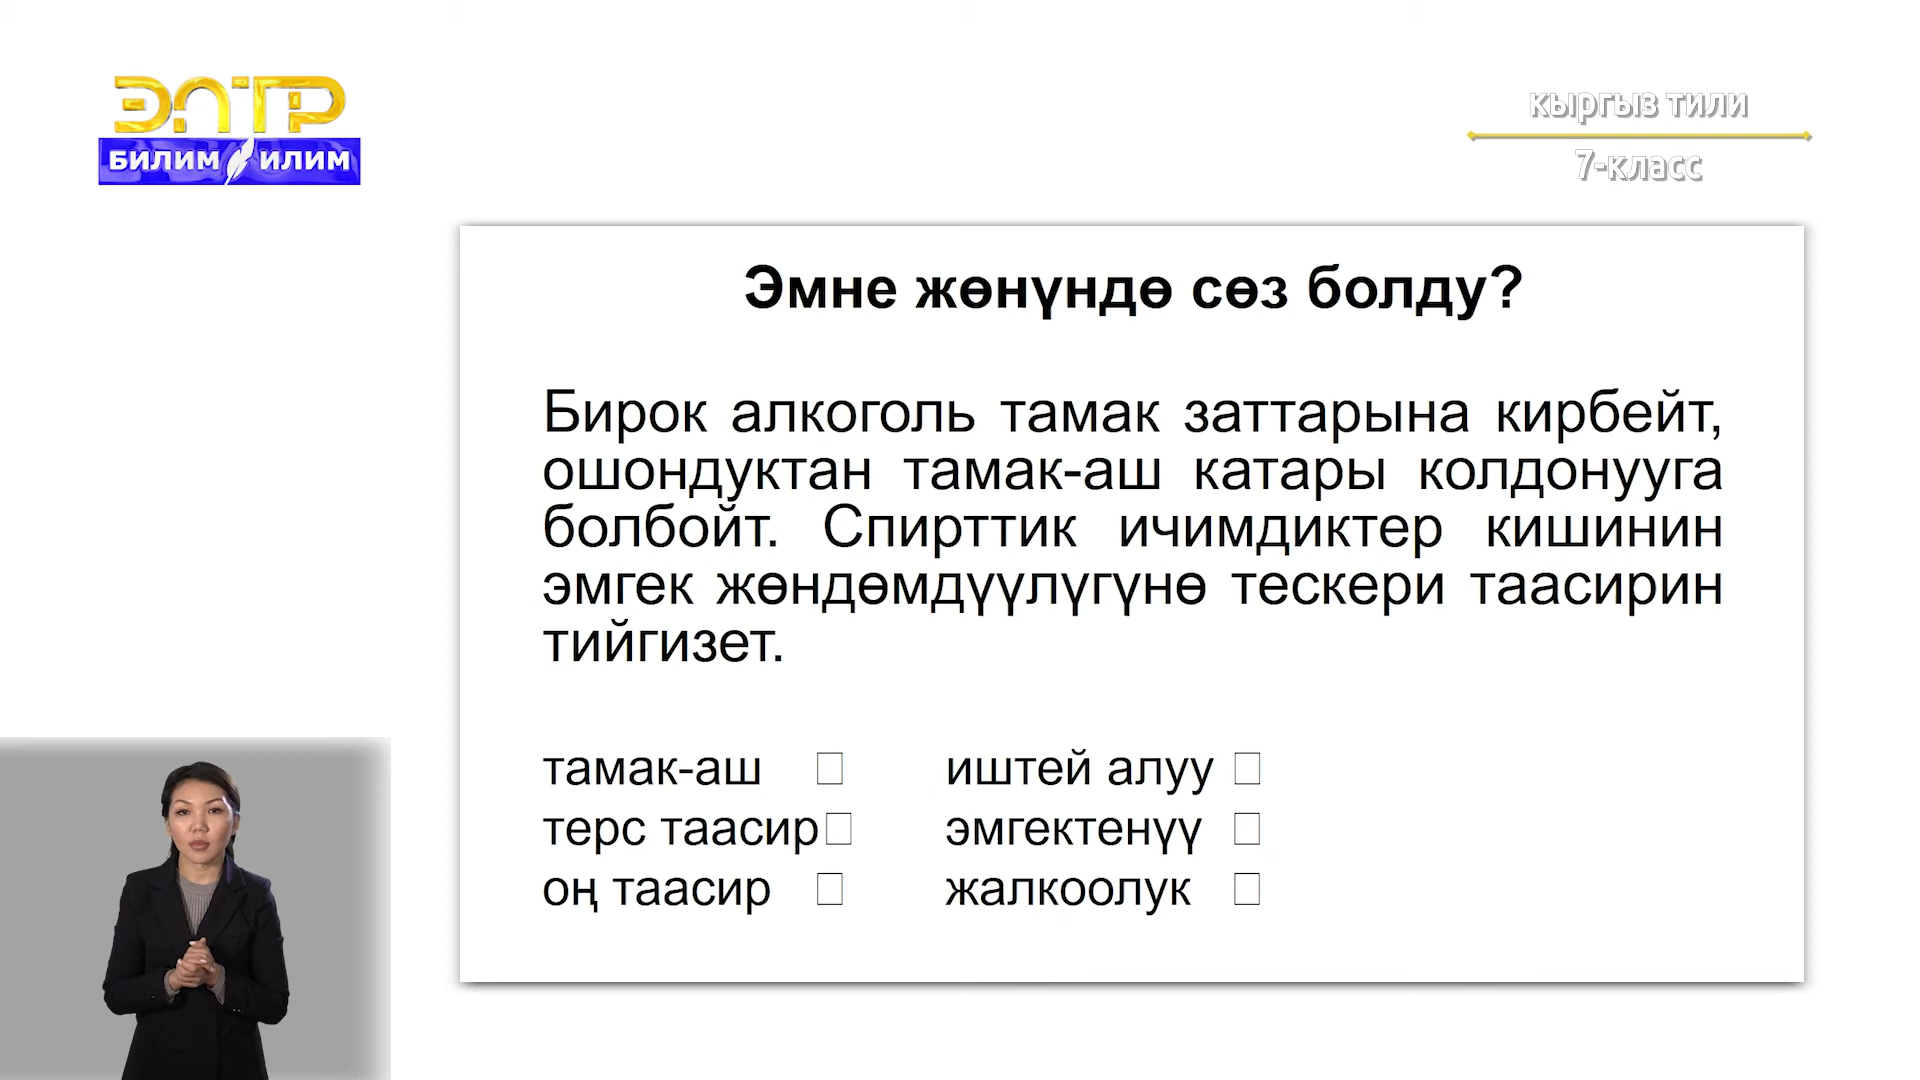 ЭЛТР
БИЛИМ ИЛИМ
кыргыз тили
7-класс
Эмне жөнүндө сөз болду?
Бирок алкоголь тамак заттарына кирбейт,
ошондуктан тамак-аш катары колдонууга
болбойт. Спирттик ичимдиктер кишинин
эмгек жөндөмдүүлүгүнө тескери таасирин
тийгизет.
тамак-аш □ иштей алуу □
терс таасир □ эмгектенүү □
оң таасир □ жалкоолук □